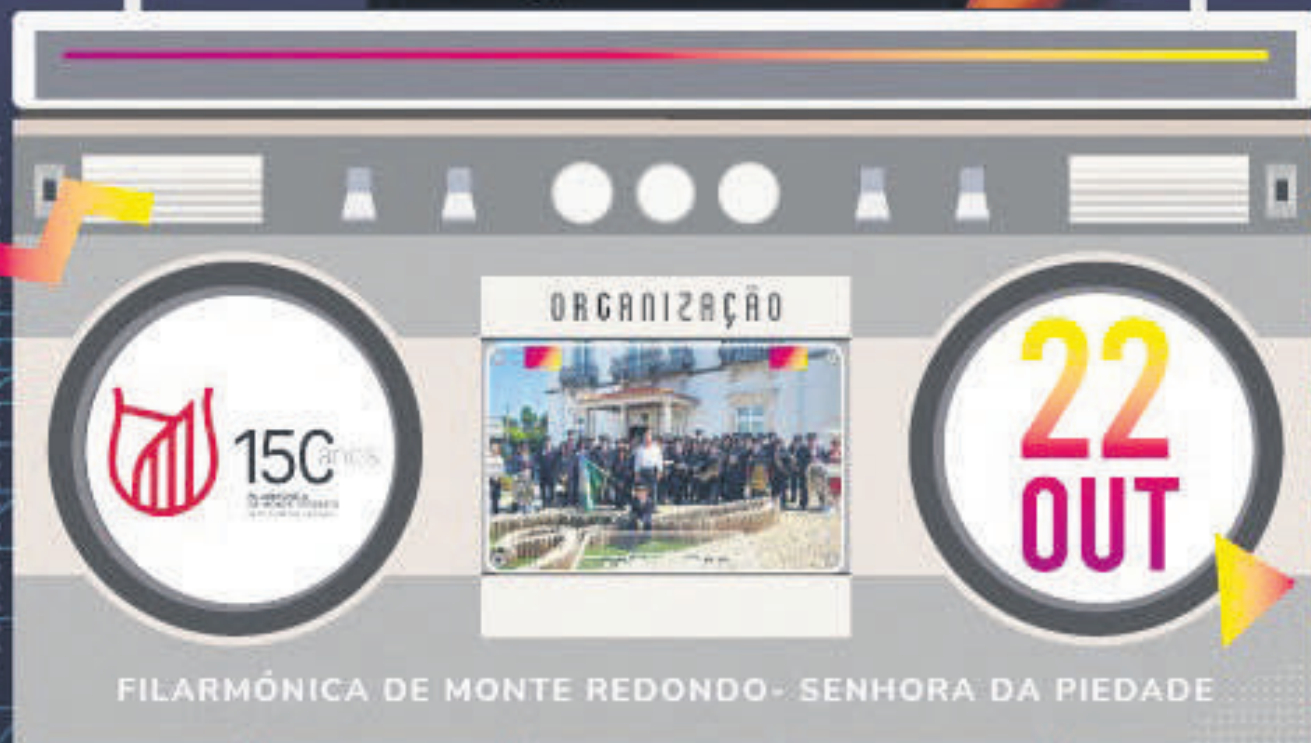 ORGANIZAÇÃO
150
anos
22
OUT
FILARMÓNICA DE MONTE REDONDO- SENHORA DA PIEDADE